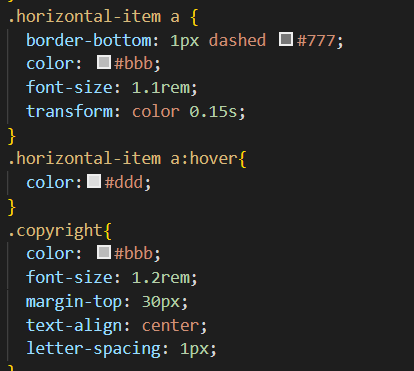 .horizontal-item a {
border-bottom: 1px dashed #777;
color: #bbb;
font-size: 1.1rem;
transform: color 0.15s;
}
.horizontal-item a:hover{
color:#ddd;
}
.copyright{
color: #bbb;
font-size: 1.2rem;
margin-top: 30px;
text-align: center;
letter-spacing: 1px;
}